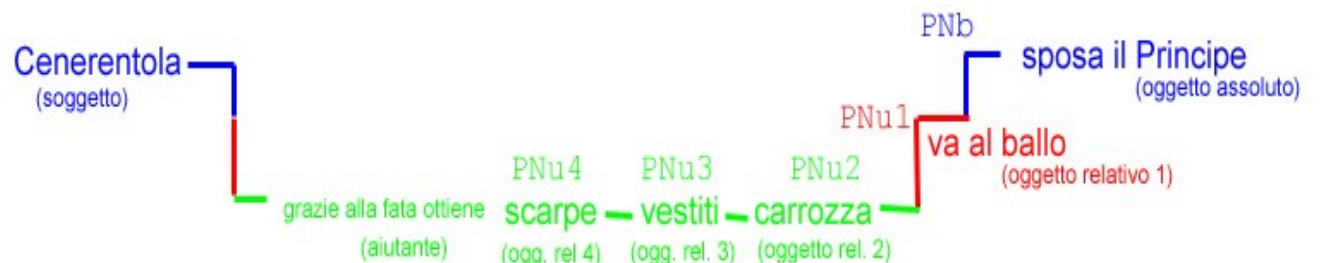 PNb
Cenerentola
(soggetto)
sposa il Principe
(oggetto assoluto)
PNu1
va al ballo
(oggetto relativo 1)
PNu4 PNu3 PNu2
grazie alla fata ottiene scarpe vestiti carrozza
(aiutante) (ogg. rel 4) (ogg. rel. 3) (oggetto rel. 2)